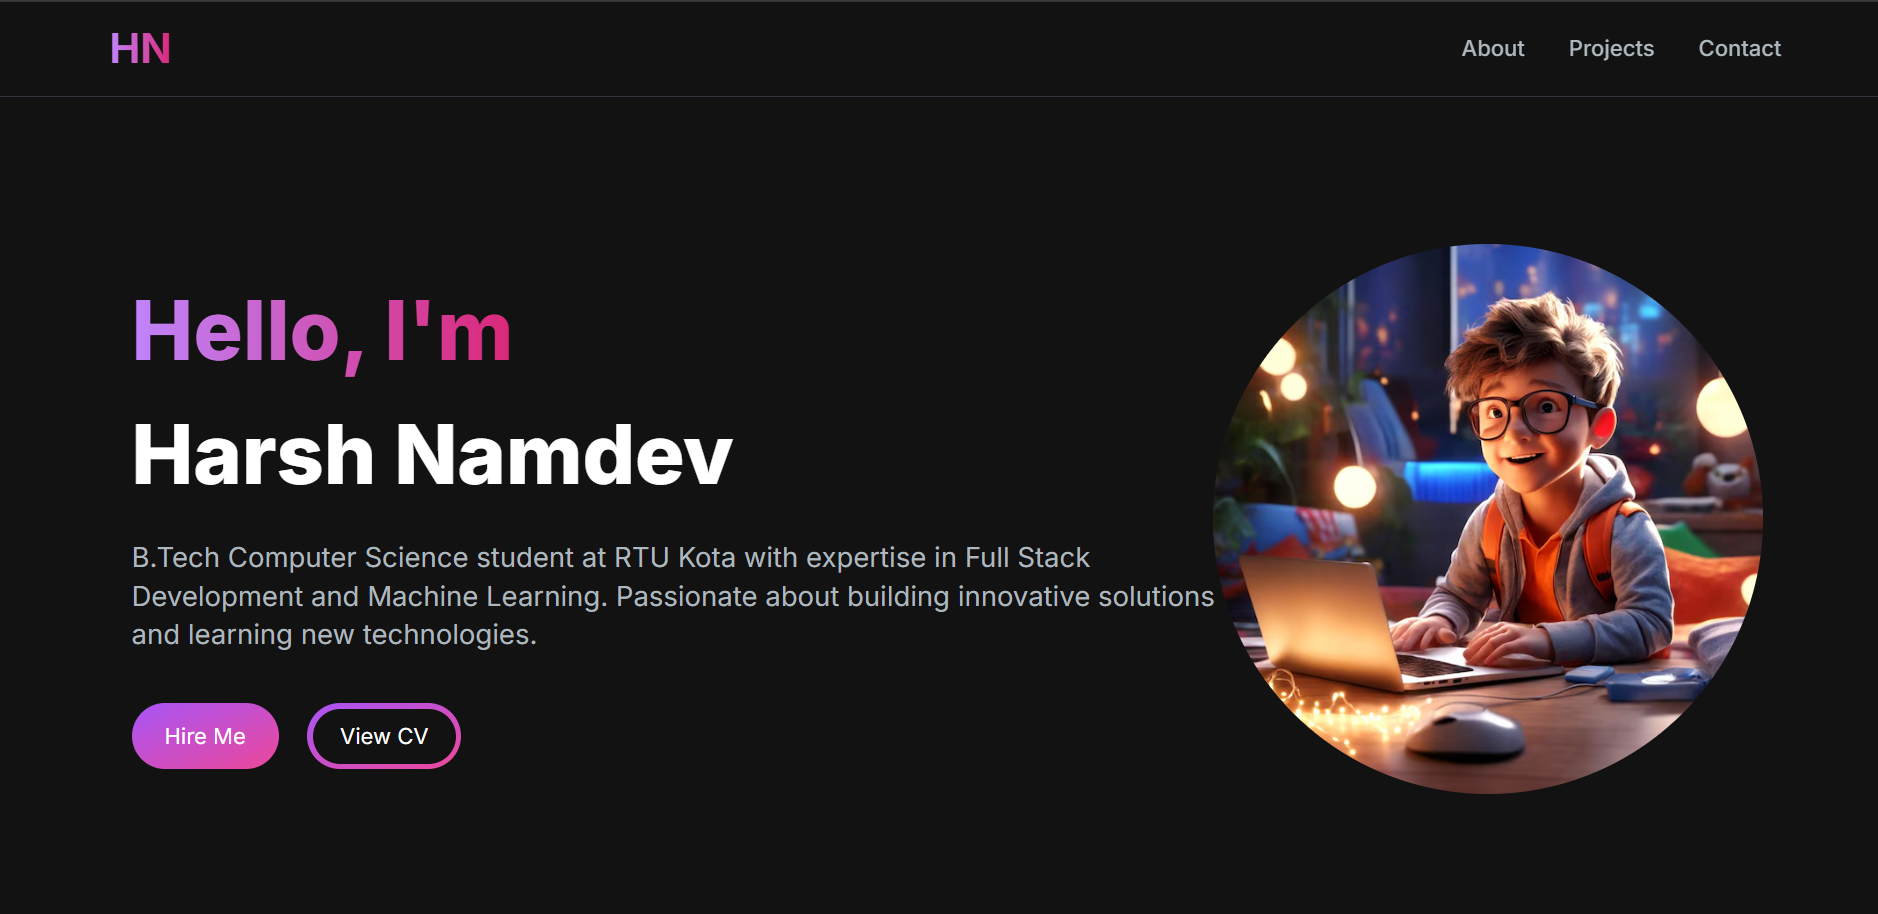 HN
About Projects Contact
Hello, I'm
Harsh Namdev
B.Tech Computer Science student at RTU Kota with expertise in Full Stack
Development and Machine Learning. Passionate about building innovative solutions
and learning new technologies.
Hire Me View CV